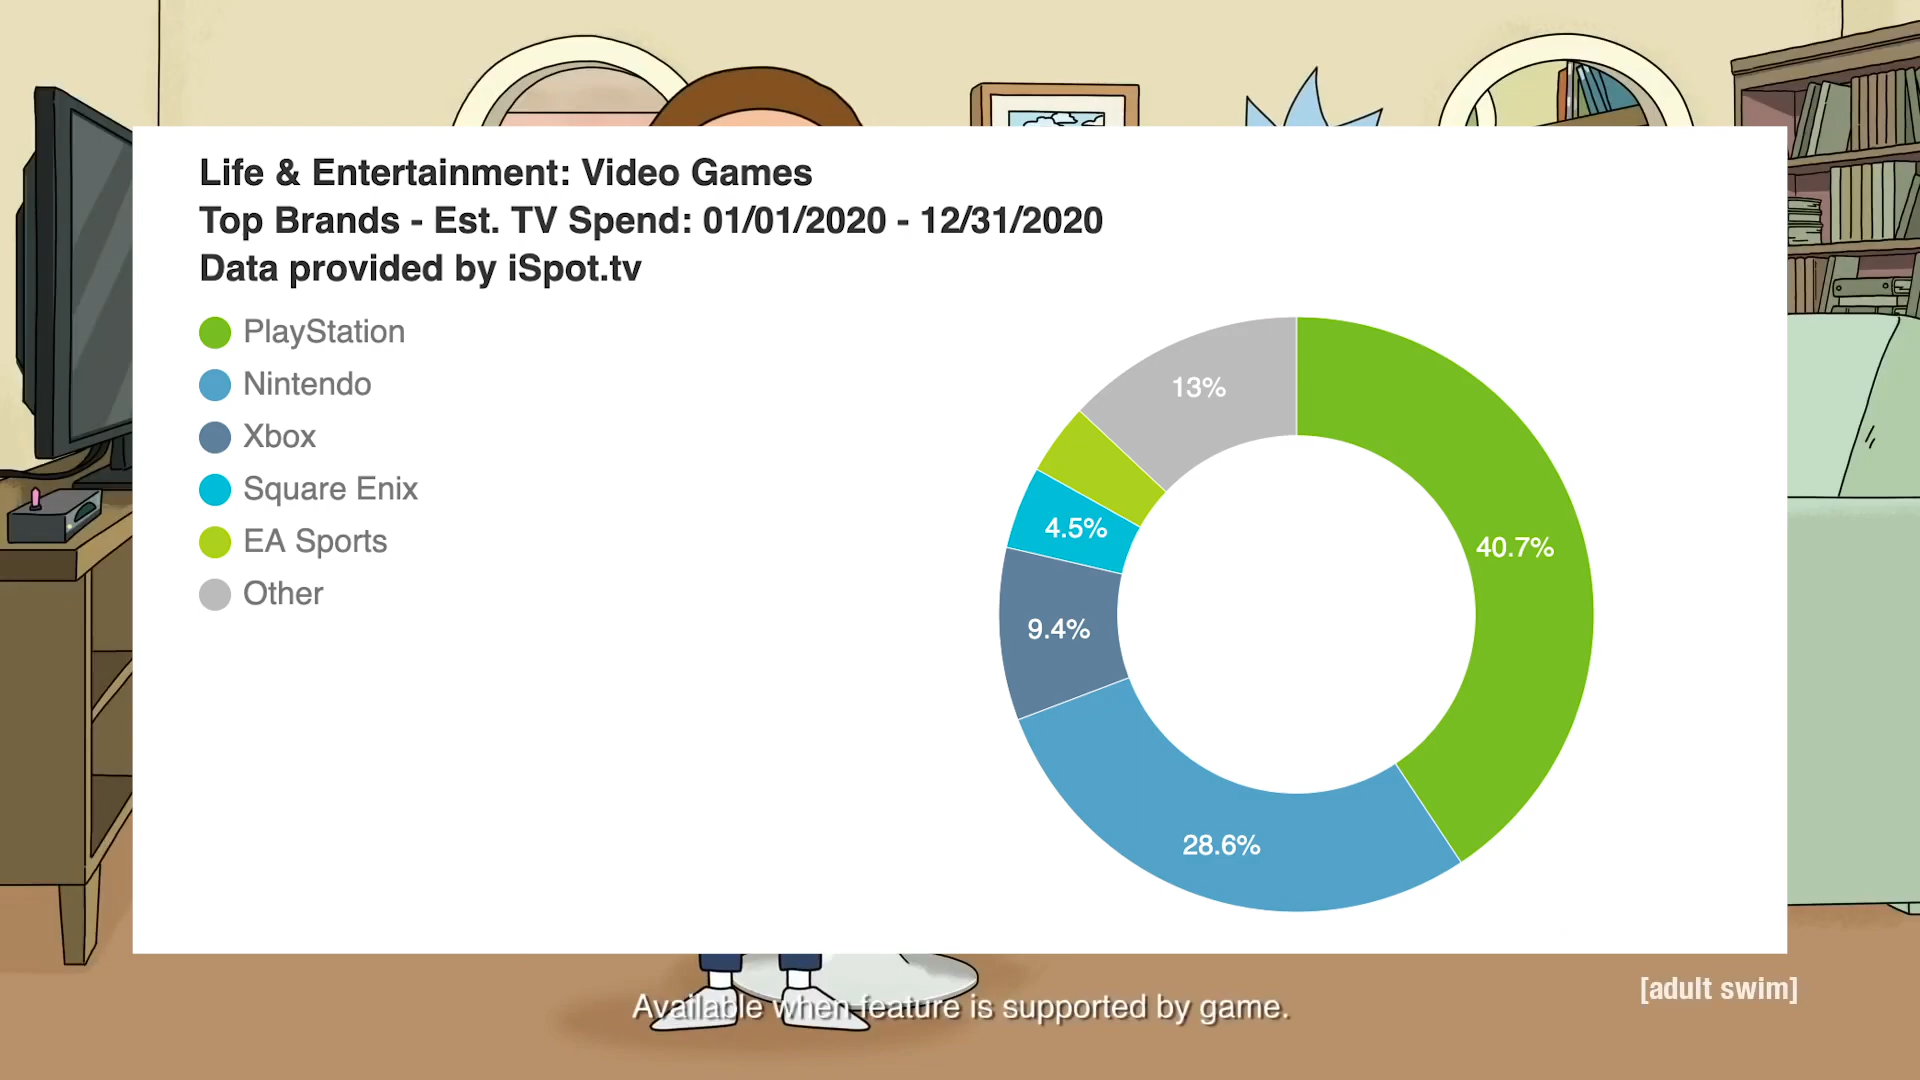 Life & Entertainment: Video Games
Top Brands - Est. TV Spend: 01/01/2020 - 12/31/2020
Data provided by iSpot.tv
PlayStation
Nintendo
Xbox
Square Enix
EA Sports
Other
13%
4.5%
40.7%
9.4%
28.6%
[adult swim]
Available when feature is supported by game.